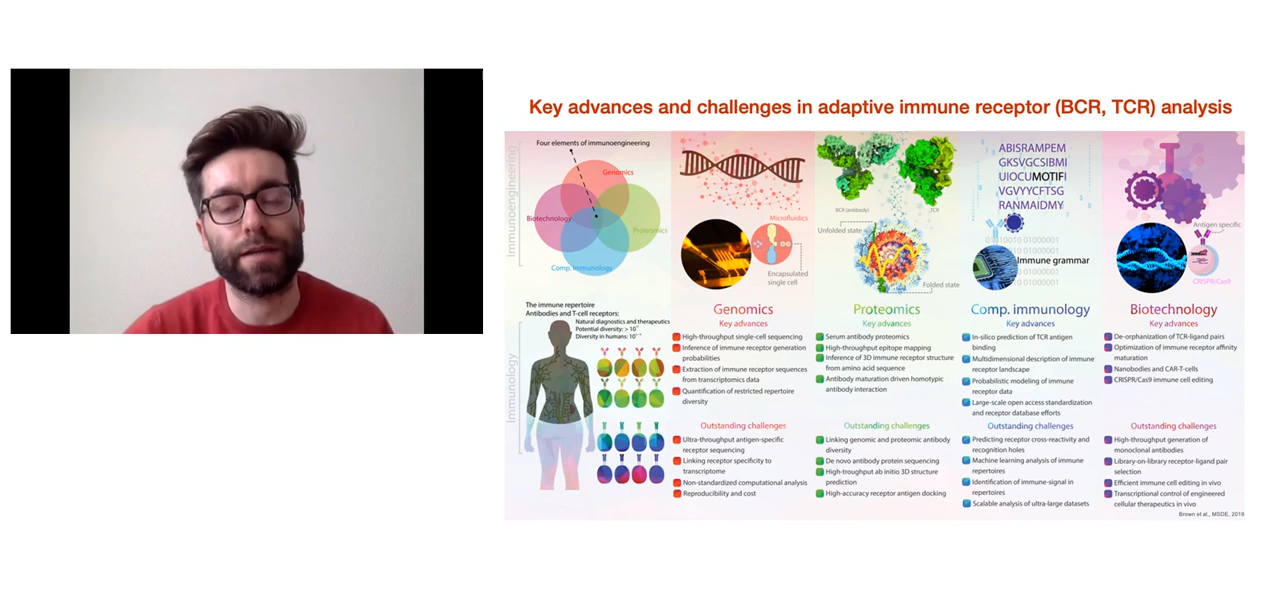 Key advances and challenges in adaptive immune receptor (BCR, TCR) analysis
Immunoengineering
Four elements of immunoengineering
Genomics
Biotechnology
Proteomics
Comp. immunology
Immunology
The immune repertoire
Antibodies and T-cell receptors:
Natural diagnostics and therapeutics
Potential diversity: > 10
Diversity in humans: 10
Microfluidics
Encapsulated
single cell
Genomics
Key advances
High-throughput single-cell sequencing
Inference of immune receptor generation
probabilities
Extraction of immune receptor sequences
from transcriptomics data
Quantification of restricted repertoire
diversity
Outstanding challenges
Ultra-throughput antigen-specific
receptor sequencing
Linking receptor specificity to
transcriptome
Non-standardized computational analysis
Reproducibility and cost
BCR (antibody)
TCR
Unfolded state
Folded state
Proteomics
Key advances
Serum antibody proteomics
High-throughput epitope mapping
Inference of 3D immune receptor structure
from amino acid sequence
Antibody maturation driven homotypic
antibody interaction
Outstanding challenges
Linking genomic and proteomic antibody
diversity
De novo antibody protein sequencing
High-troughput ab initio 3D structure
prediction
High-accuracy receptor antigen docking
ABISRAMPEM
GKSVGCSIBMI
UIOCUMOTIFI
VGVYYCFTSG
RANMAIDMY
Immune grammar
Comp. immunology
Key advances
In-silico prediction of TCR antigen
binding
Multidimensional description of immune
receptor landscape
Probabilistic modeling of immune
receptor data
Large-scale open access standardization
and receptor database efforts
Outstanding challenges
Predicting receptor cross-reactivity and
recognition holes
Machine learning analysis of immune
repertoires
Identification of immune-signal in
repertoires
Scalable analysis of ultra-large datasets
Antigen specific
CRISPR/Cas9
Biotechnology
Key advances
De-orphanization of TCR-ligand pairs
Optimization of immune receptor affinity
maturation
Nanobodies and CAR-T-cells
CRISPR/Cas9 immune cell editing
Outstanding challenges
High-throughput generation of
monoclonal antibodies
Library-on-library receptor-ligand pair
selection
Efficient immune cell editing in vivo
Transcriptional control of engineered
cellular therapeutics in vivo
Brown et al., MSDE, 2019